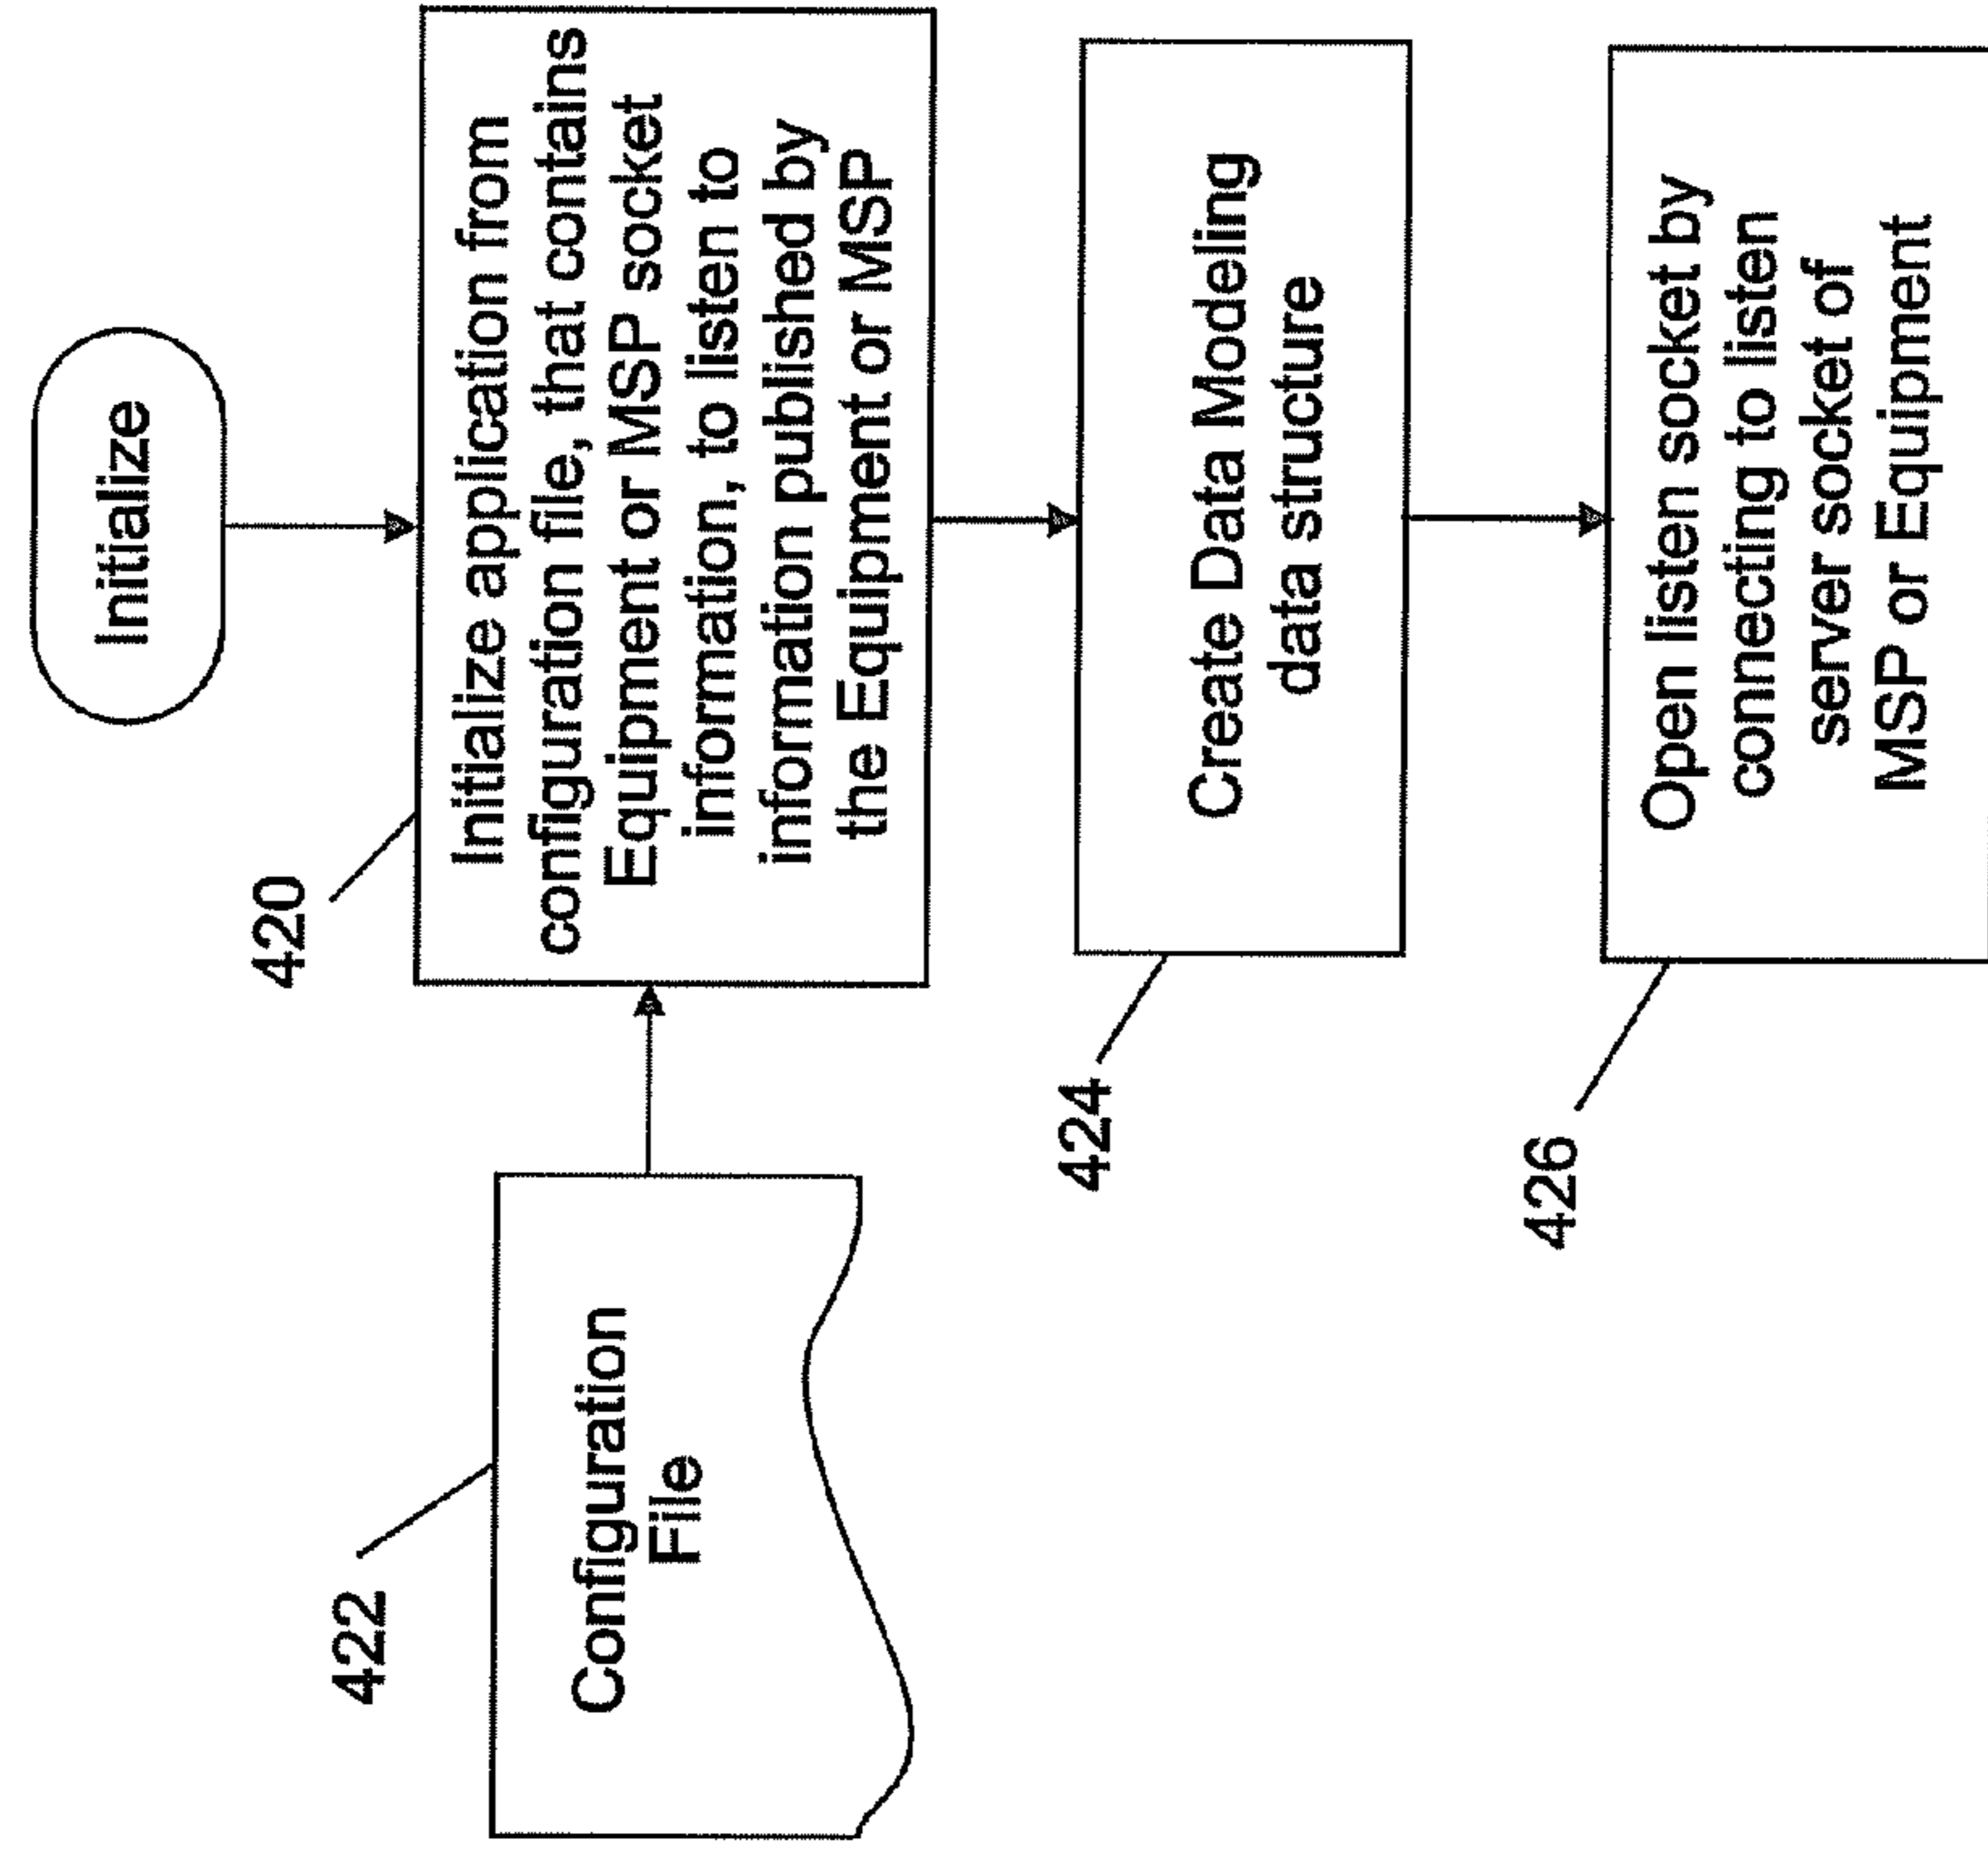 Initialize
420
Initialize application from
configuration file, that contains
Equipment or MSP socket
information, to listen to
information published by
the Equipment or MSP
422
Configuration
File
424
Create Data Modeling
data structure
426
Open listen socket by
connecting to listen
server socket of
MSP or Equipment